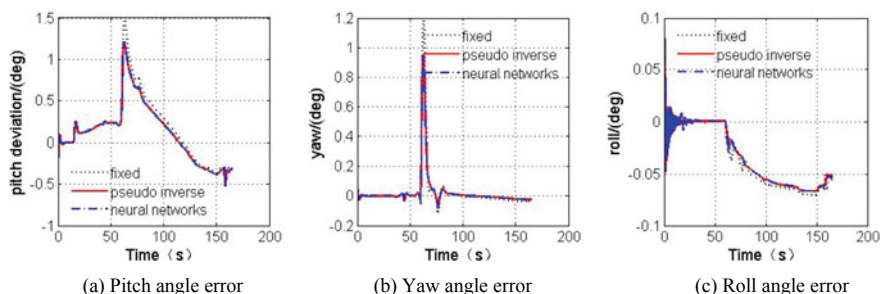 1.5
1
0.5
0
-0.5
-1
0 50 100 150 200
pitch deviation/(deg)
Time（s）
fixed
pseudo inverse
neural networks
(a) Pitch angle error
1.2
1
0.8
0.6
0.4
0.2
0
-0.2
0 50 100 150 200
yaw/(deg)
Time（s）
fixed
pseudo inverse
neural networks
(b) Yaw angle error
0.1
0.05
0
-0.05
-0.1
0 50 100 150 200
roll/(deg)
Time（s）
fixed
pseudo inverse
neural networks
(c) Roll angle error